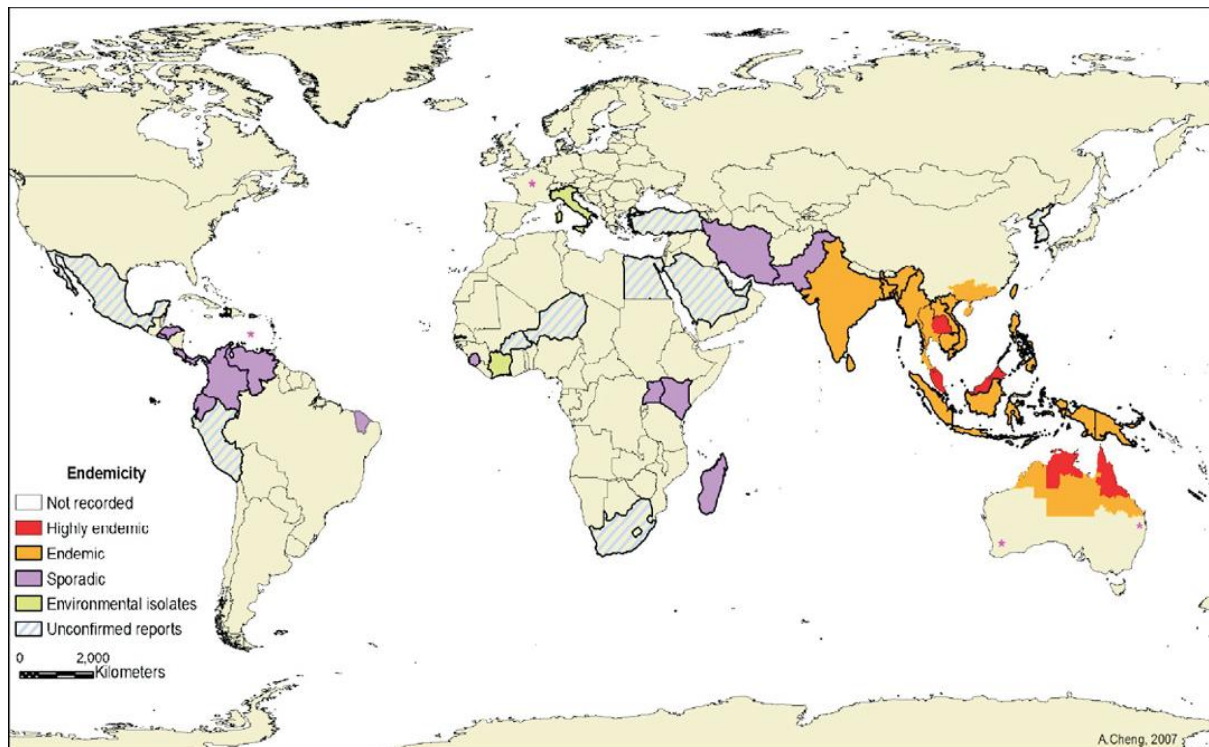 Endemicity
Not recorded
Highly endemic
Endemic
Sporadic
Environmental isolates
Unconfirmed reports
0 2,000
Kilometers
A.Cheng, 2007